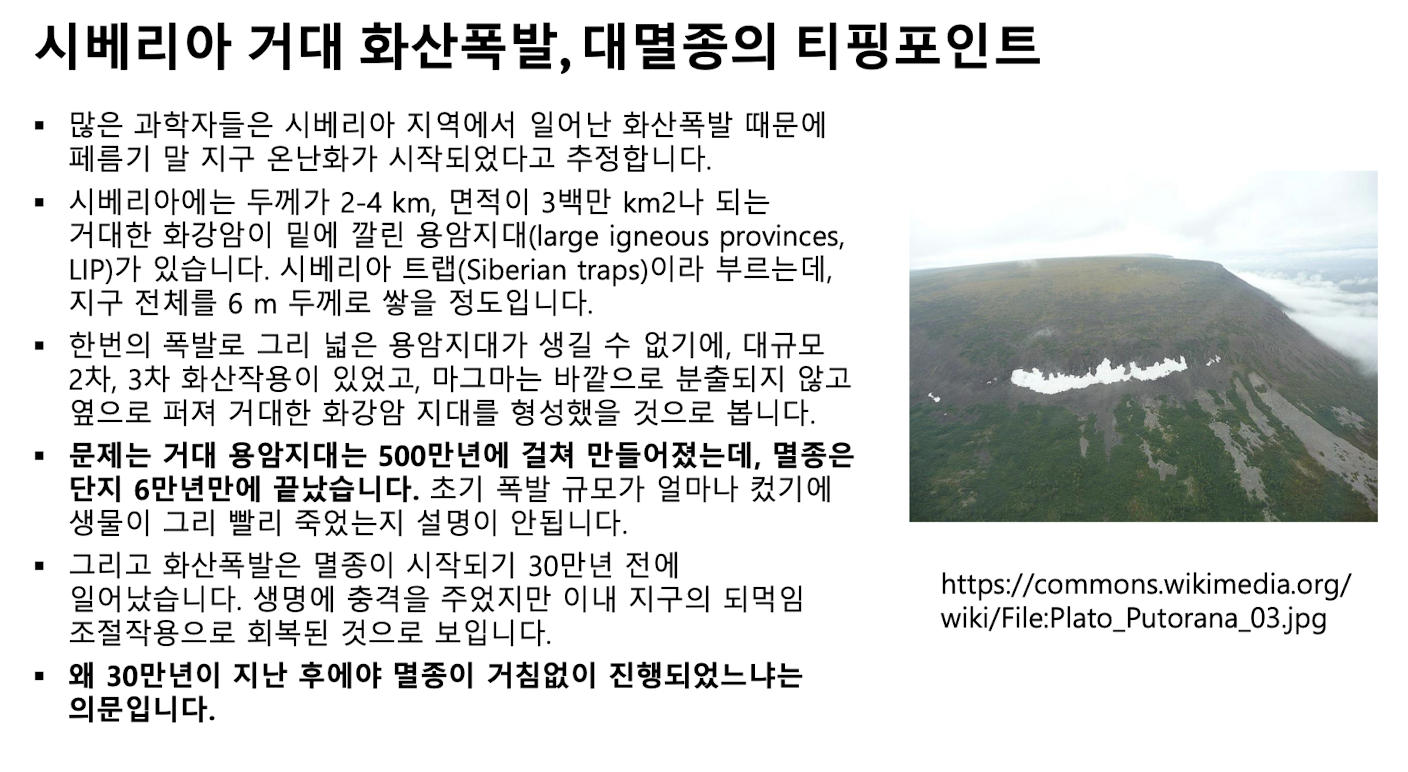 시베리아 거대 화산폭발, 대멸종의 티핑포인트
▪ 많은 과학자들은 시베리아 지역에서 일어난 화산폭발 때문에
페름기 말 지구 온난화가 시작되었다고 추정합니다.
▪ 시베리아에는 두께가 2-4 km, 면적이 3백만 km2나 되는
거대한 화강암이 밑에 깔린 용암지대(large igneous provinces,
LIP)가 있습니다. 시베리아 트랩(Siberian traps)이라 부르는데,
지구 전체를 6 m 두께로 쌓을 정도입니다.
▪ 한번의 폭발로 그리 넓은 용암지대가 생길 수 없기에, 대규모
2차, 3차 화산작용이 있었고, 마그마는 바깥으로 분출되지 않고
옆으로 퍼져 거대한 화강암 지대를 형성했을 것으로 봅니다.
▪ 문제는 거대 용암지대는 500만년에 걸쳐 만들어졌는데, 멸종은
단지 6만년만에 끝났습니다. 초기 폭발 규모가 얼마나 컸기에
생물이 그리 빨리 죽었는지 설명이 안됩니다.
▪ 그리고 화산폭발은 멸종이 시작되기 30만년 전에
일어났습니다. 생명에 충격을 주었지만 이내 지구의 되먹임
조절작용으로 회복된 것으로 보입니다.
▪ 왜 30만년이 지난 후에야 멸종이 거침없이 진행되었느냐는
의문입니다.
https://commons.wikimedia.org/
wiki/File:Plato_Putorana_03.jpg